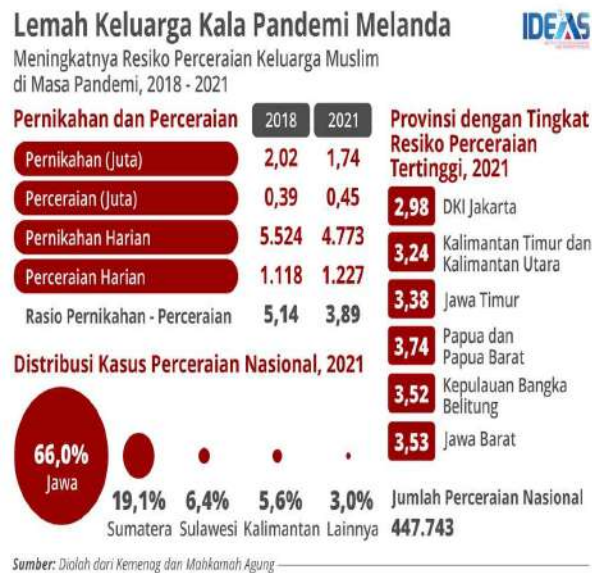 Lemah Keluarga Kala Pandemi Melanda
IDEAS
Meningkatnya Resiko Perceraian Keluarga Muslim
di Masa Pandemi, 2018 - 2021
Pernikahan dan Perceraian 2018 2021
Pernikahan (Juta) 2,02 1,74
Perceraian (Juta) 0,39 0,45
Pernikahan Harian 5.524 4.773
Perceraian Harian 1.118 1.227
Rasio Pernikahan - Perceraian 5,14 3,89
Provinsi dengan Tingkat
Resiko Perceraian
Tertinggi, 2021
2,98 DKI Jakarta
3,24 Kalimantan Timur dan
Kalimantan Utara
3,38 Jawa Timur
3,74 Papua dan
Papua Barat
3,52 Kepulauan Bangka
Belitung
3,53 Jawa Barat
Distribusi Kasus Perceraian Nasional, 2021
66,0%
Jawa
19,1% 6,4% 5,6% 3,0%
Sumatera Sulawesi Kalimantan Lainnya
Jumlah Perceraian Nasional
447.743
Sumber: Diolah dari Kemenag dan Mahkamah Agung